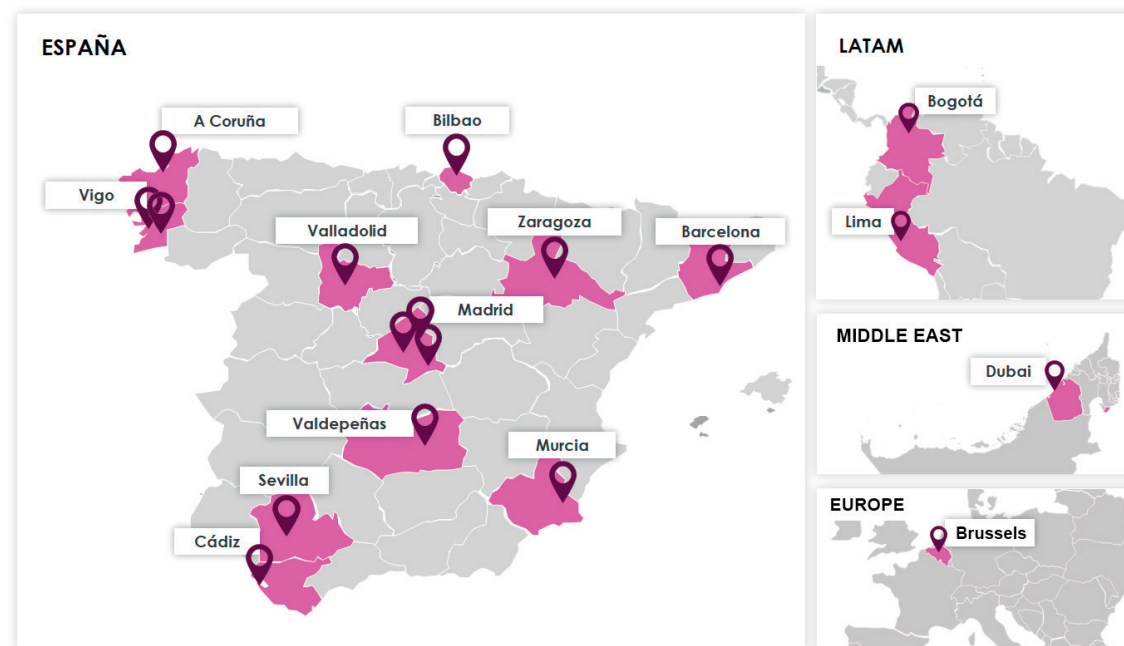 ESPAÑA
A Coruña
Bilbao
Vigo
Valladolid
Zaragoza
Barcelona
Madrid
Valdepeñas
Murcia
Sevilla
Cádiz
LATAM
Bogotá
Lima
MIDDLE EAST
Dubai
EUROPE
Brussels